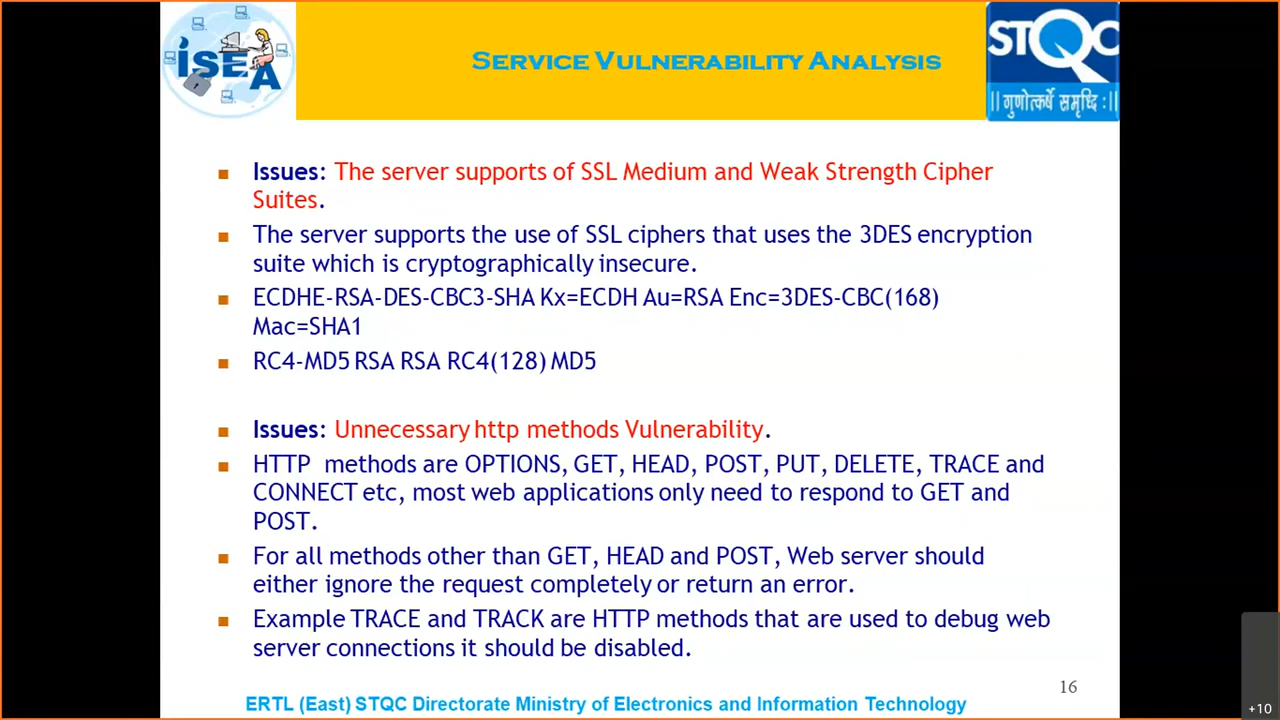 iSEA
SERVICE VULNERABILITY ANALYSIS
STQC
॥गुणोत्कर्षे समृद्धिः॥
Issues: The server supports of SSL Medium and Weak Strength Cipher
Suites.
The server supports the use of SSL ciphers that uses the 3DES encryption
suite which is cryptographically insecure.
ECDHE-RSA-DES-CBC3-SHA Kx=ECDH Au=RSA Enc=3DES-CBC(168)
Mac=SHA1
RC4-MD5 RSA RSA RC4(128) MD5
Issues: Unnecessary http methods Vulnerability.
HTTP methods are OPTIONS, GET, HEAD, POST, PUT, DELETE, TRACE and
CONNECT etc, most web applications only need to respond to GET and
POST.
For all methods other than GET, HEAD and POST, Web server should
either ignore the request completely or return an error.
Example TRACE and TRACK are HTTP methods that are used to debug web
server connections it should be disabled.
16
ERTL (East) STQC Directorate Ministry of Electronics and Information Technology
+10